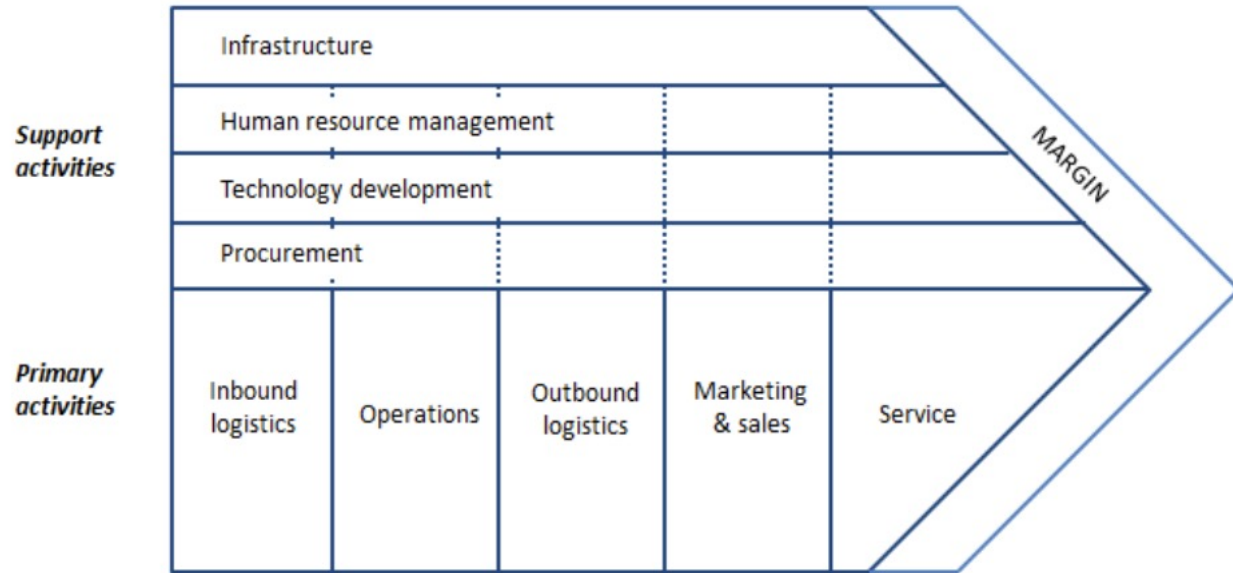 Infrastructure
Support
activities
Human resource management
MARGIN
Technology development
Procurement
Primary
activities
Inbound
logistics
Operations
Outbound
logistics
Marketing
& sales
Service